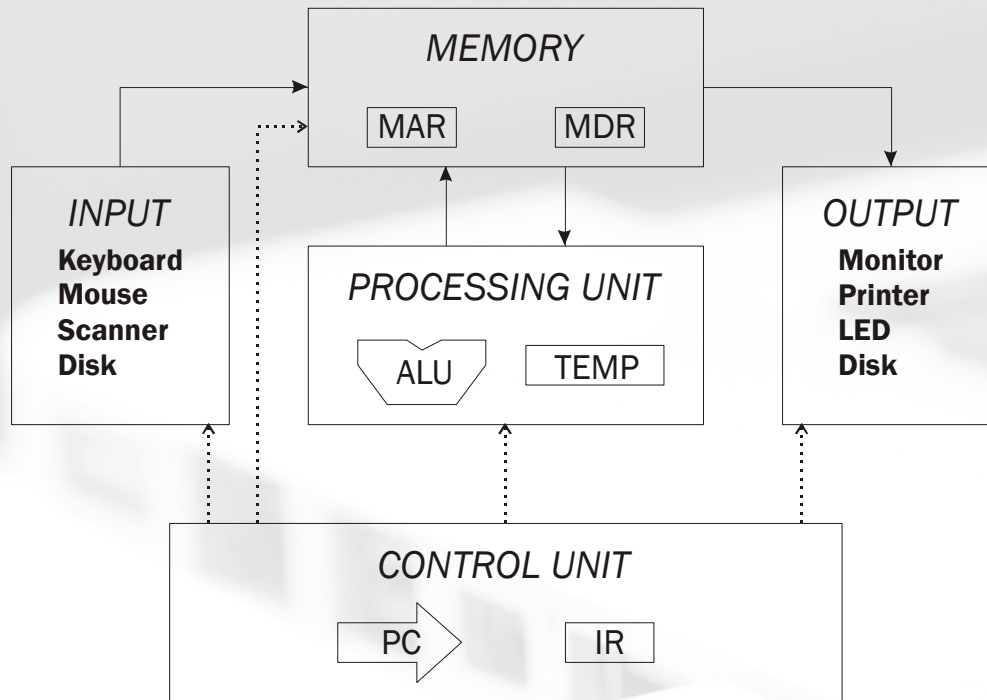 MEMORY
MAR
MDR
INPUT
Keyboard
Mouse
Scanner
Disk
PROCESSING UNIT
ALU
TEMP
OUTPUT
Monitor
Printer
LED
Disk
CONTROL UNIT
PC
IR